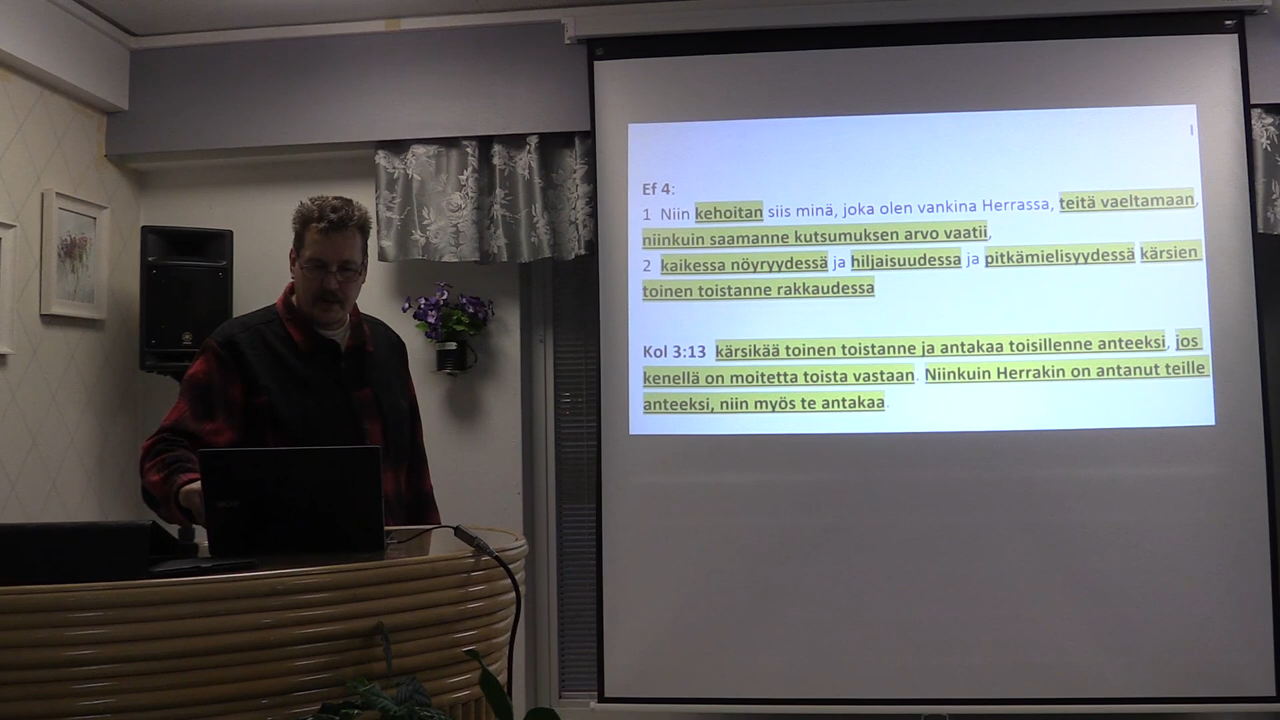 Ef 4:
1 Niin kehoitan siis minä, joka olen vankina Herrassa, teitä vaeltamaan,
niinkuin saamanne kutsumuksen arvo vaatii,
2 kaikessa nöyryydessä ja hiljaisuudessa ja pitkämielisyydessä kärsien
toinen toistanne rakkaudessa
Kol 3:13 kärsikää toinen toistanne ja antakaa toisillenne anteeksi, jos
kenellä on moitetta toista vastaan. Niinkuin Herrakin on antanut teille
anteeksi, niin myös te antakaa.
acer